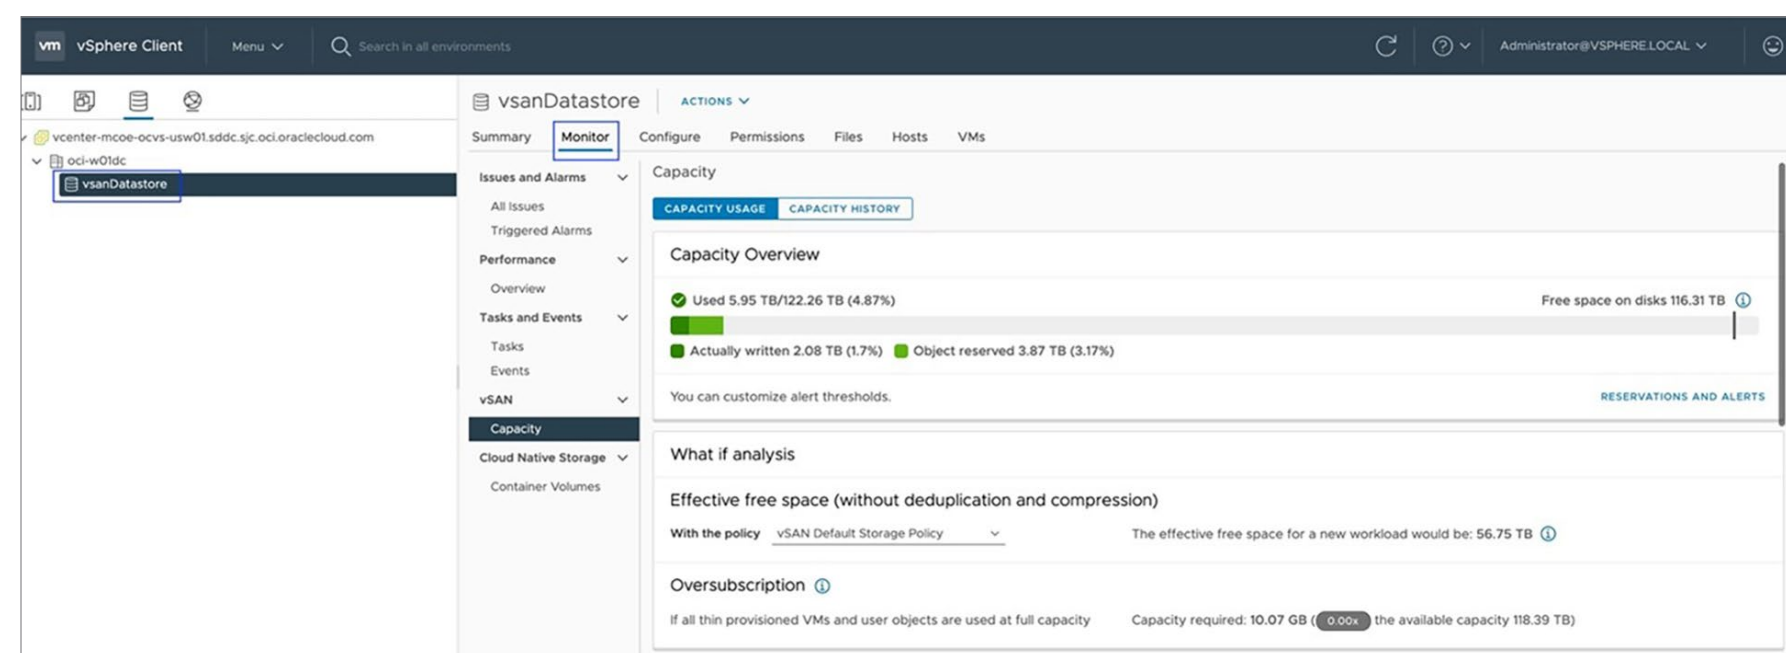 vm vSphere Client Menu Search in all environments Administrator@VSPHERE.LOCAL
vcenter-mcoe-ocvs-usw01.sddc.sjc.oci.oraclecloud.com
oci-w01dc
vsanDatastore
vsanDatastore ACTIONS
Summary Monitor Configure Permissions Files Hosts VMs
Issues and Alarms
All Issues
Triggered Alarms
Performance
Overview
Tasks and Events
Tasks
Events
vSAN
Capacity
Cloud Native Storage
Container Volumes
Capacity
CAPACITY USAGE CAPACITY HISTORY
Capacity Overview
Used 5.95 TB/122.26 TB (4.87%) Free space on disks 116.31 TB
Actually written 2.08 TB (1.7%) Object reserved 3.87 TB (3.17%)
You can customize alert thresholds. RESERVATIONS AND ALERTS
What if analysis
Effective free space (without deduplication and compression)
With the policy vSAN Default Storage Policy The effective free space for a new workload would be: 56.75 TB
Oversubscription
If all thin provisioned VMs and user objects are used at full capacity Capacity required: 10.07 GB ( 0.00x the available capacity 118.39 TB)